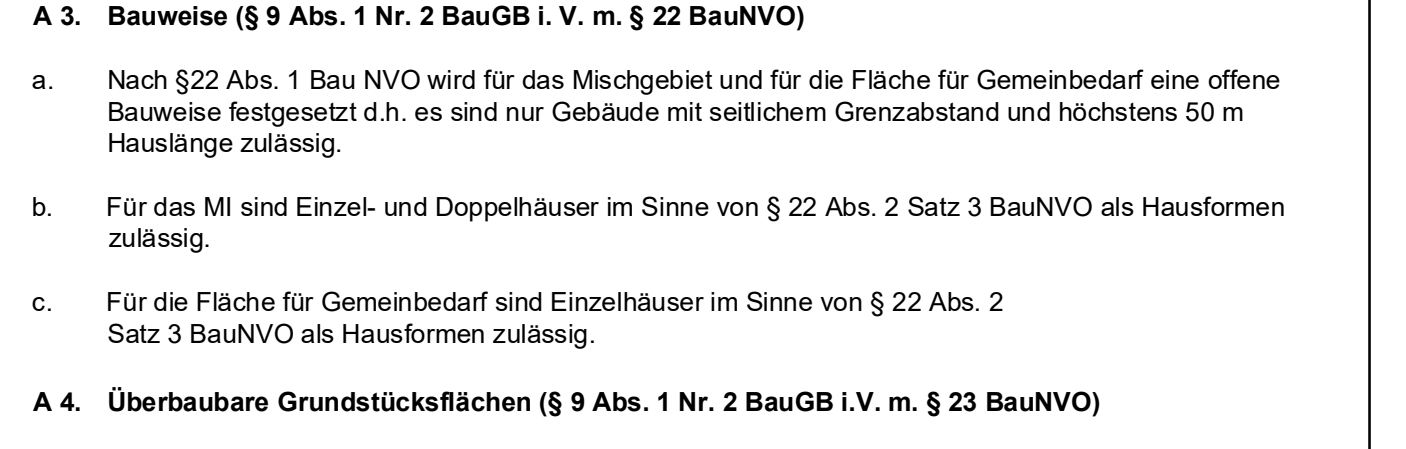 A 3. Bauweise (§ 9 Abs. 1 Nr. 2 BauGB i. V. m. § 22 BauNVO)
a. Nach §22 Abs. 1 Bau NVO wird für das Mischgebiet und für die Fläche für Gemeinbedarf eine offene
Bauweise festgesetzt d.h. es sind nur Gebäude mit seitlichem Grenzabstand und höchstens 50 m
Hauslänge zulässig.
b. Für das MI sind Einzel- und Doppelhäuser im Sinne von § 22 Abs. 2 Satz 3 BauNVO als Hausformen
zulässig.
c. Für die Fläche für Gemeinbedarf sind Einzelhäuser im Sinne von § 22 Abs. 2
Satz 3 BauNVO als Hausformen zulässig.
A 4. Überbaubare Grundstücksflächen (§ 9 Abs. 1 Nr. 2 BauGB i.V. m. § 23 BauNVO)